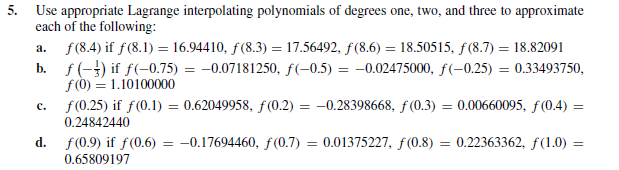 5. Use appropriate Lagrange interpolating polynomials of degrees one, two, and three to approximate
each of the following:
a. f(8.4) if f(8.1) = 16.94410, f(8.3) = 17.56492, f(8.6) = 18.50515, f(8.7) = 18.82091
b. f(−1/3) if f(−0.75) = −0.07181250, f(−0.5) = −0.02475000, f(−0.25) = 0.33493750,
f(0) = 1.10100000
c. f(0.25) if f(0.1) = 0.62049958, f(0.2) = −0.28398668, f(0.3) = 0.00660095, f(0.4) =
0.24842440
d. f(0.9) if f(0.6) = −0.17694460, f(0.7) = 0.01375227, f(0.8) = 0.22363362, f(1.0) =
0.65809197